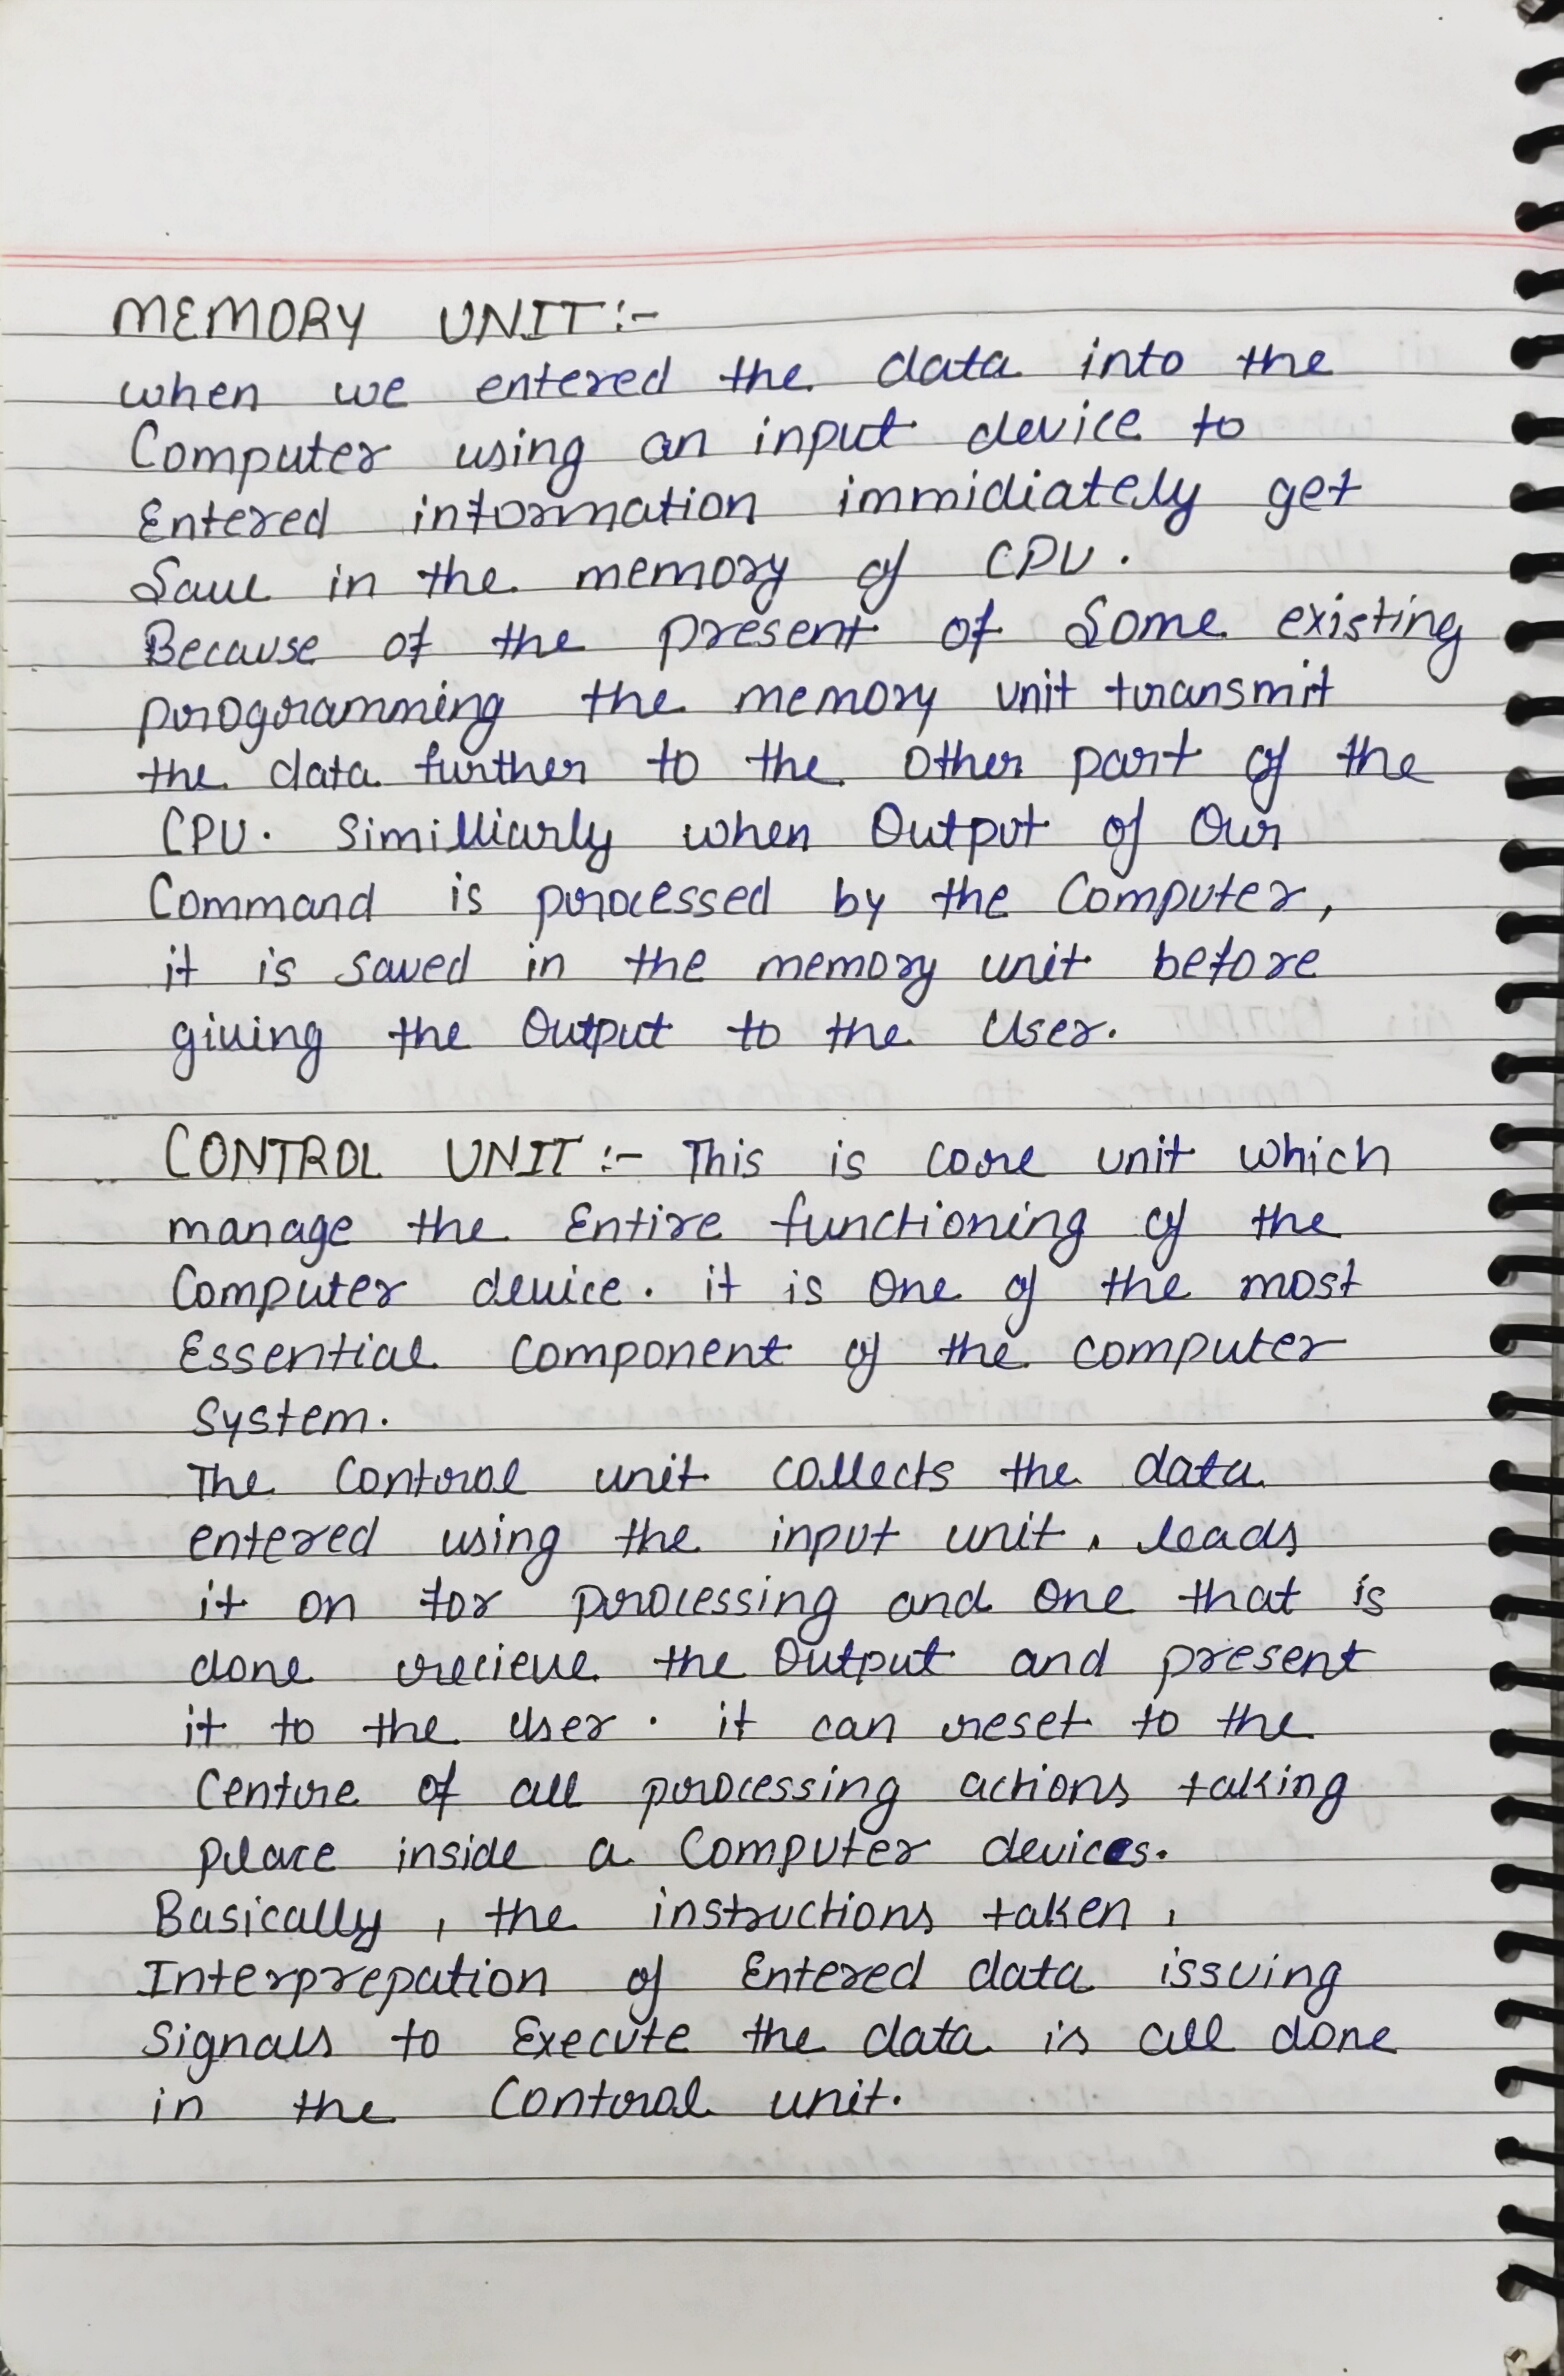 MEMORY UNIT:-
when we entered the data into the
Computer using an input device to
Entered information immidiately get
Save in the memory of CPU.
Because of the present of Some existing
programming the memory unit transmit
the data further to the other part of the
CPU. Similliarly when Output of Our
Command is processed by the Computer,
it is saved in the memory unit before
giving the Output to the User.
CONTROL UNIT :- This is core unit which
manage the Entire functioning of the
Computer device. it is One of the most
Essential Component of the computer
System.
The Control unit collects the data
entered using the input unit, leads
it on for processing and one that is
done recieve the Output and present
it to the User. it can reset to the
Centre of all processing actions taking
place inside a Computer devices.
Basically, the instructions taken,
Interprepation of Entered data issuing
Signals to Execute the data is all done
in the Control unit.